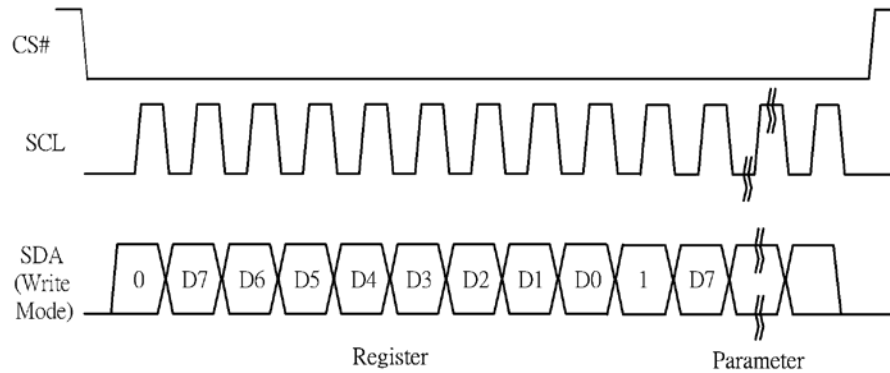 CS#
SCL
SDA
(Write
Mode)
0 D7 D6 D5 D4 D3 D2 D1 D0 1 D7
Register Parameter